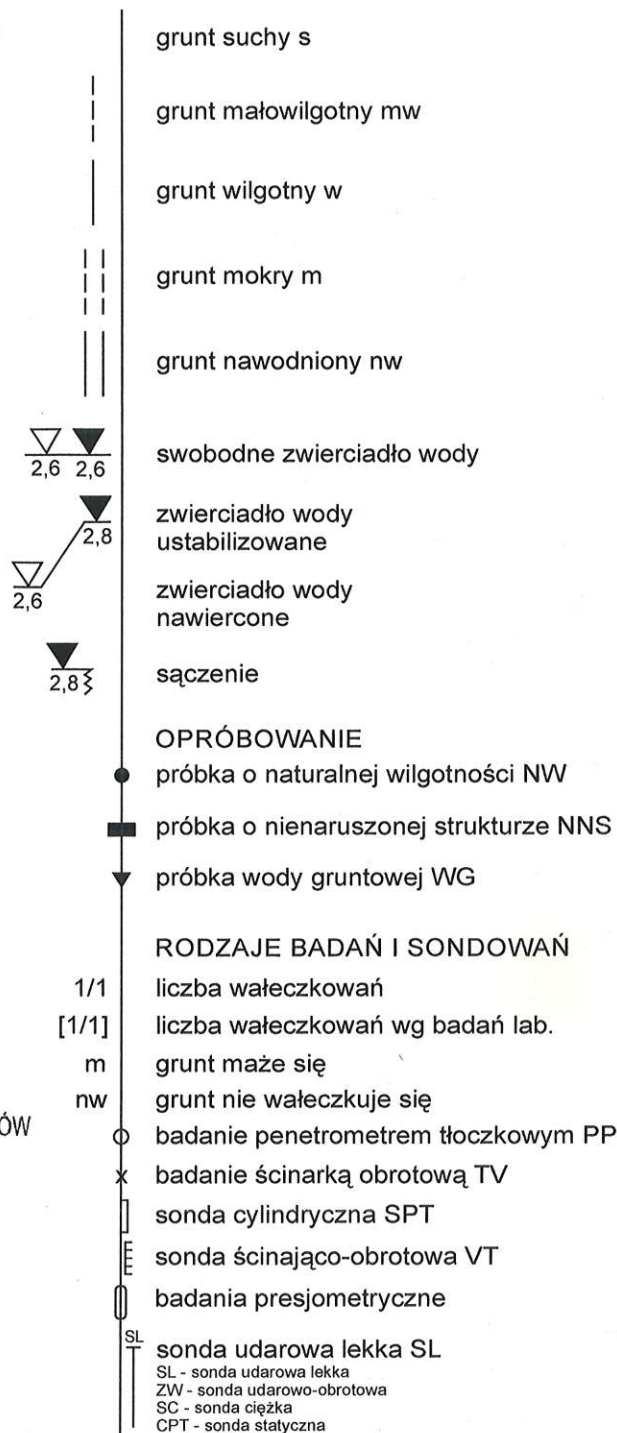 grunt suchy s
grunt małowilgotny mw
grunt wilgotny w
grunt mokry m
grunt nawodniony nw
2,6 2,6 swobodne zwierciadło wody
2,8 zwierciadło wody
ustabilizowane
2,6 zwierciadło wody
nawiercone
2,8 sączenie
OPRÓBOWANIE
próbka o naturalnej wilgotności NW
próbka o nienaruszonej strukturze NNS
próbka wody gruntowej WG
RODZAJE BADAŃ I SONDOWAŃ
1/1 liczba wałeczkowań
[1/1] liczba wałeczkowań wg badań lab.
m grunt maże się
nw grunt nie wałeczkuje się
ÓW
badanie penetrometrem tłoczkowym PP
x badanie ścinarką obrotową TV
sonda cylindryczna SPT
sonda ścinająco-obrotowa VT
badania presjometryczne
SL sonda udarowa lekka SL
SL - sonda udarowa lekka
ZW - sonda udarowo-obrotowa
SC - sonda ciężka
CPT - sonda statyczna